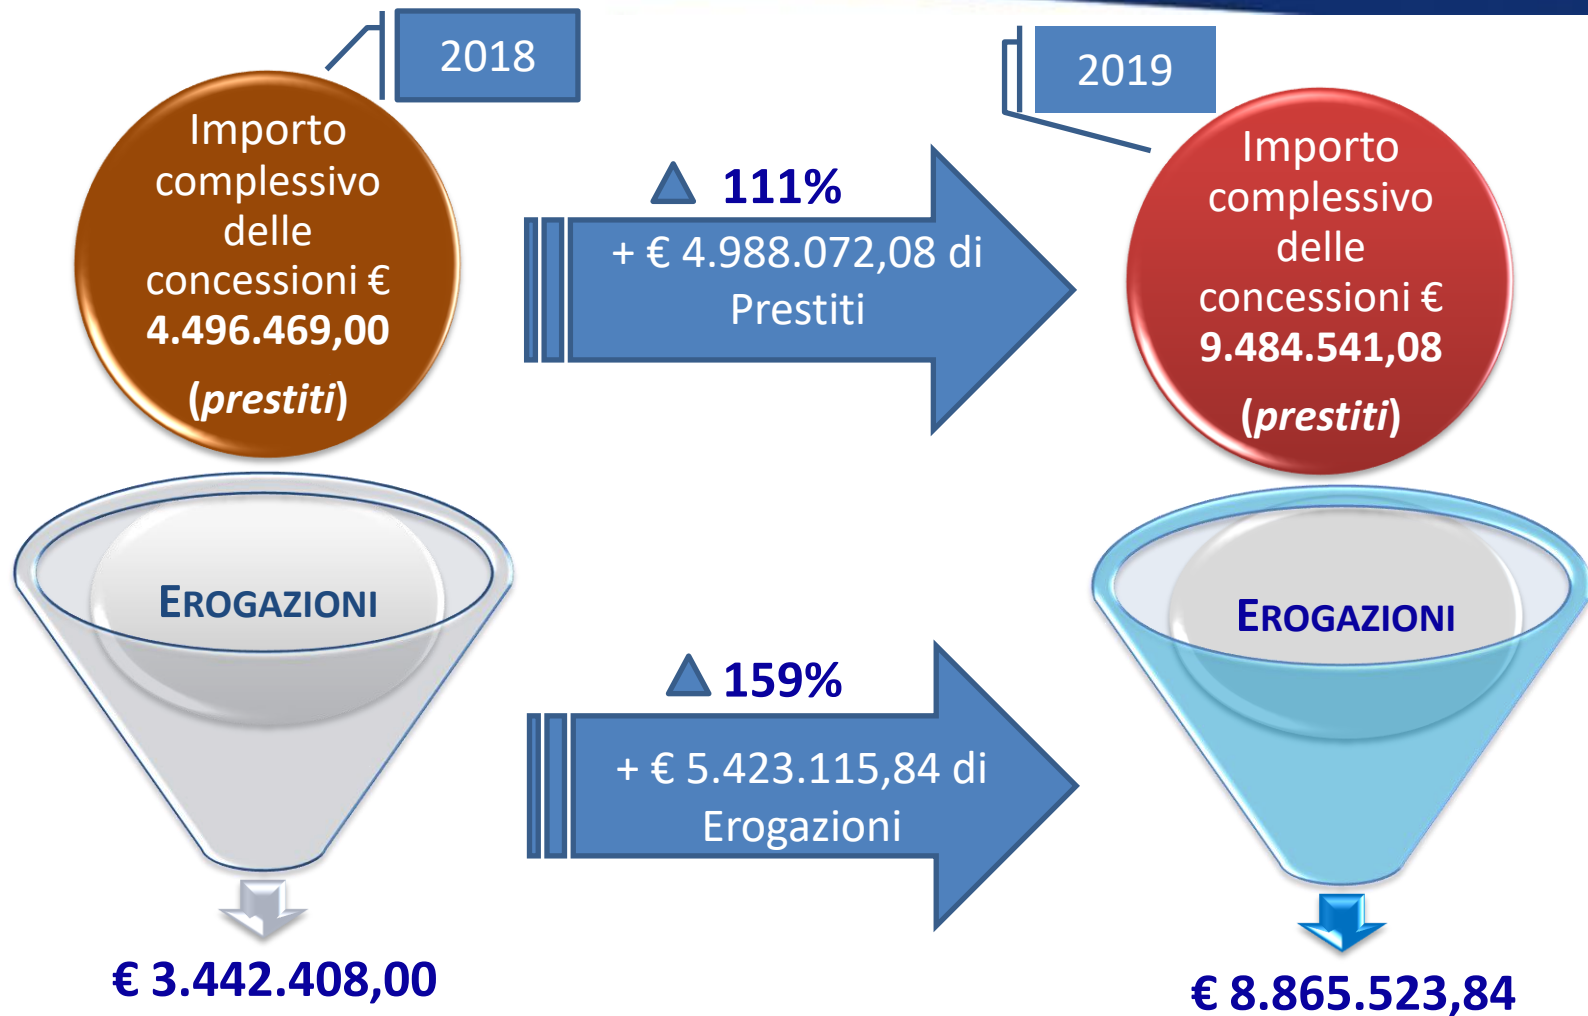 2018
Importo
complessivo
delle
concessioni €
4.496.469,00
(prestiti)
111%
+ € 4.988.072,08 di
Prestiti
2019
Importo
complessivo
delle
concessioni €
9.484.541,08
(prestiti)
EROGAZIONI
159%
+ € 5.423.115,84 di
Erogazioni
EROGAZIONI
€ 3.442.408,00
€ 8.865.523,84